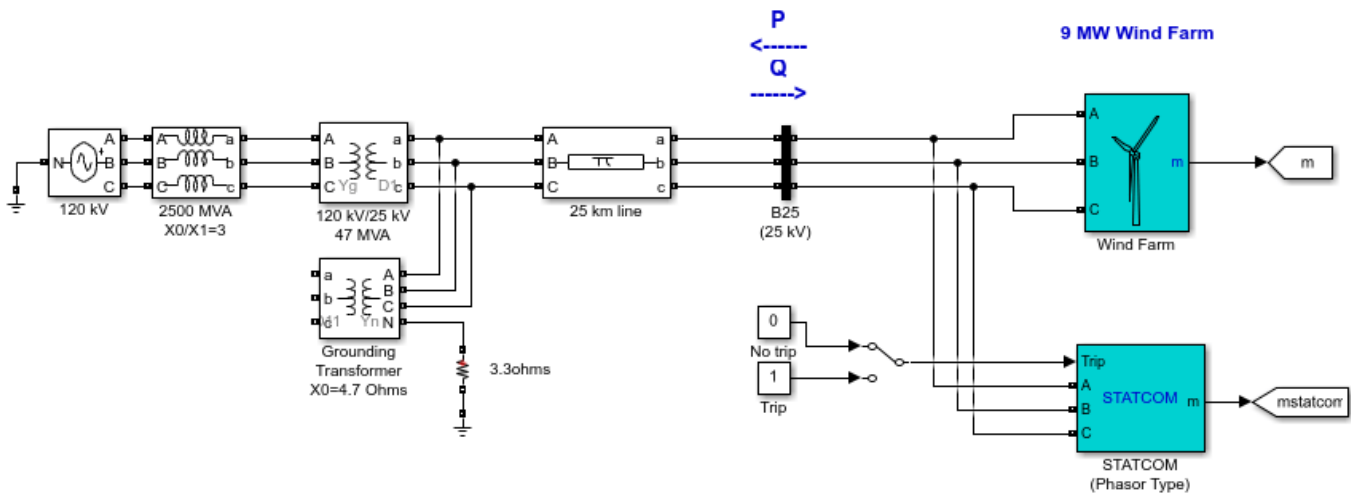 P
<------
Q
------>
9 MW Wind Farm
N
A
B
C
120 kV
A
B
C
a
b
c
2500 MVA
X0/X1=3
A
B
C
a
b
c
Yg
D1
120 kV/25 kV
47 MVA
A
B
C
a
b
c
25 km line
B25
(25 kV)
A
B
C
m
Wind Farm
m
a
b
c
A
B
C
N
Yn
Grounding
Transformer
X0=4.7 Ohms
3.3ohms
0
No trip
1
Trip
Trip
A
B
C
STATCOM
m
STATCOM
(Phasor Type)
mstatcom